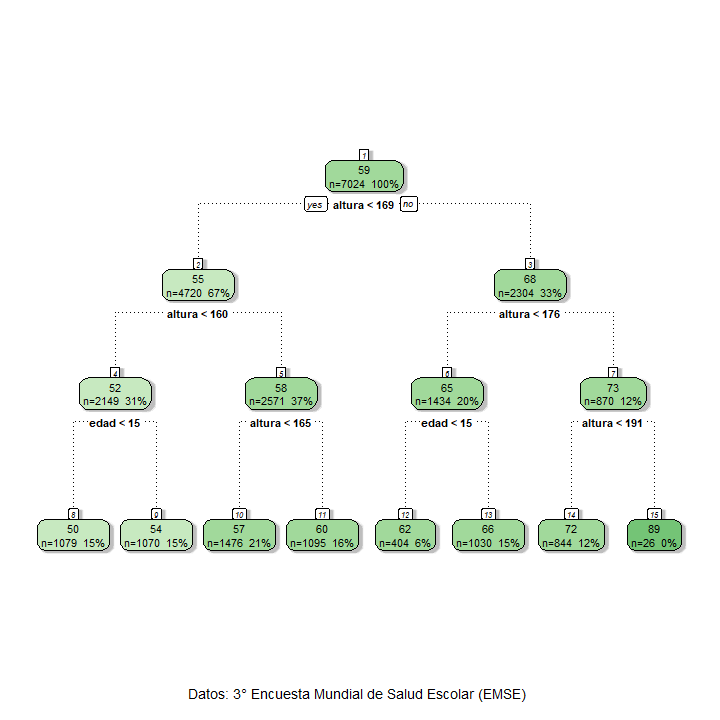 1
59
n=7024 100%
yes altura < 169 no
2
55
n=4720 67%
3
68
n=2304 33%
altura < 160
altura < 176
4
52
n=2149 31%
5
58
n=2571 37%
6
65
n=1434 20%
7
73
n=870 12%
edad < 15
altura < 165
edad < 15
altura < 191
8
50
n=1079 15%
9
54
n=1070 15%
10
57
n=1476 21%
11
60
n=1095 16%
12
62
n=404 6%
13
66
n=1030 15%
14
72
n=844 12%
15
89
n=26 0%
Datos: 3° Encuesta Mundial de Salud Escolar (EMSE)